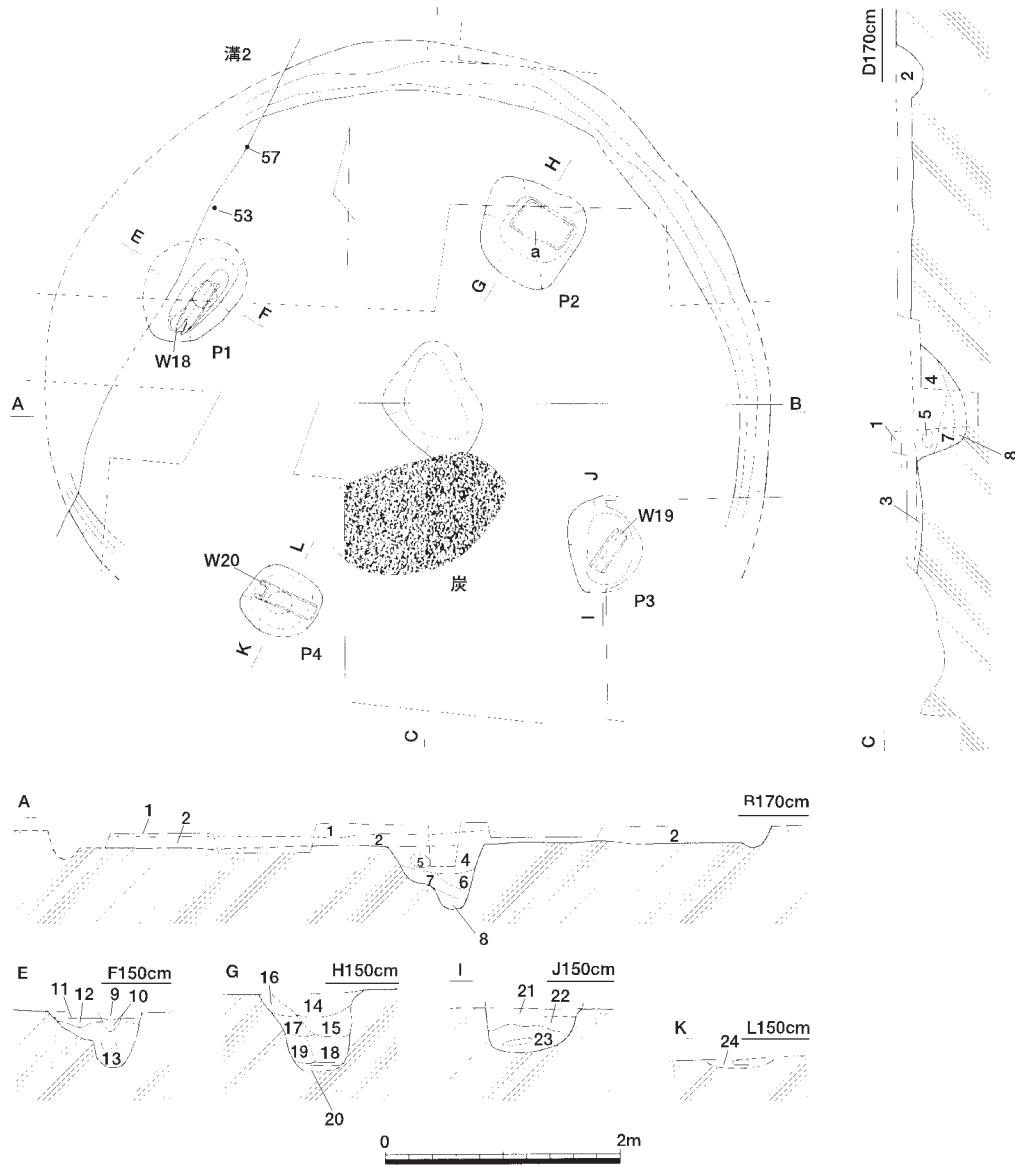 溝2
57
53
H
E
a
G
P2
F
W18
P1
A
B
J
W19
L
W20
炭
P3
I
K
P4
C
D170cm
2
4
1
5
7
8
3
C
A
B170cm
1
2
1
2
2
5
4
7
6
8
E
F150cm
11
12
9
10
13
G
H150cm
16
14
17
15
19
18
20
I
J150cm
21
22
23
K
L150cm
24
0
2m